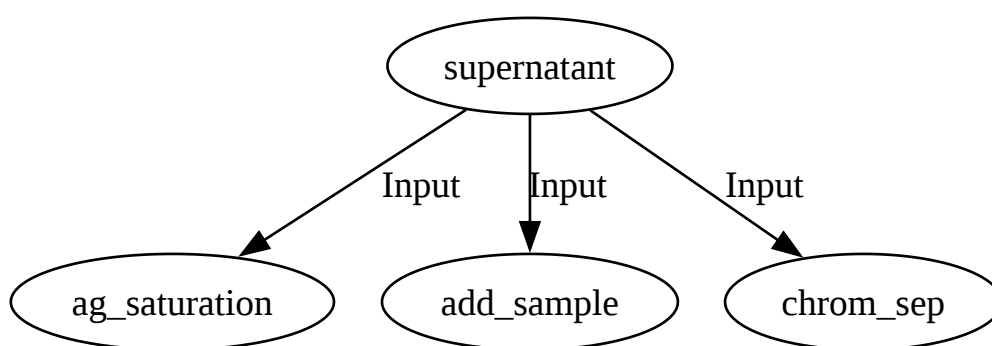 supernatant
Input Input Input
ag_saturation add_sample chrom_sep